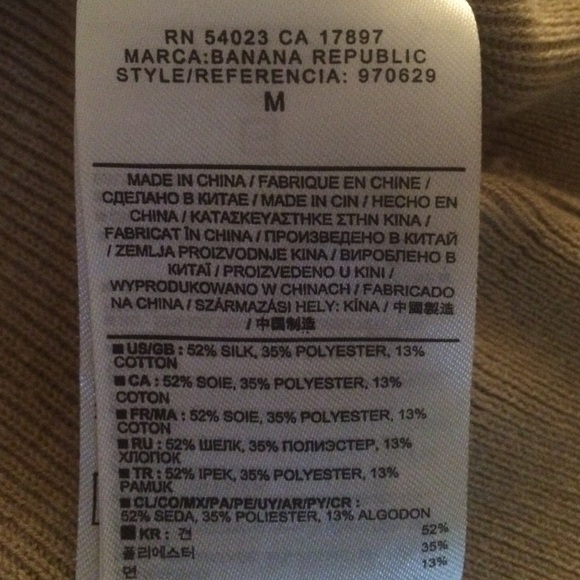 RN 54023 CA 17897
MARCA:BANANA REPUBLIC
STYLE/REFERENCIA: 970629
M
MADE IN CHINA / FABRIQUE EN CHINE /
СДЕЛАНО В КИТАЕ / MADE IN CIN / HECHO EN
CHINA / ΚΑΤΑΣΚΕΥΑΣΤΗΚΕ ΣΤΗΝ ΚΙΝΑ /
FABRICAT ÎN CHINA / ПРОИЗВЕДЕНО В КИТАЙ
/ ZEMLJA PROIZVODNJE KINA / ВИРОБЛЕНО В
КИТАЇ / PROIZVEDENO U KINI /
WYPRODUKOWANO W CHINACH / FABRICADO
NA CHINA / SZÁRMAZÁSI HELY: KÍNA / 中國製造
/ 中国制造
US/GB : 52% SILK, 35% POLYESTER, 13%
COTTON
CA : 52% SOIE, 35% POLYESTER, 13%
COTON
FR/MA : 52% SOIE, 35% POLYESTER, 13%
COTON
RU : 52% ШЕЛК, 35% ПОЛИЭСТЕР, 13%
ХЛОПОК
TR : 52% IPEK, 35% POLYESTER, 13%
PAMUK
CL/CO/MX/PA/PE/UY/AR/PY/CR :
52% SEDA, 35% POLIESTER, 13% ALGODON
KR : 견 52%
폴리에스터 35%
면 13%